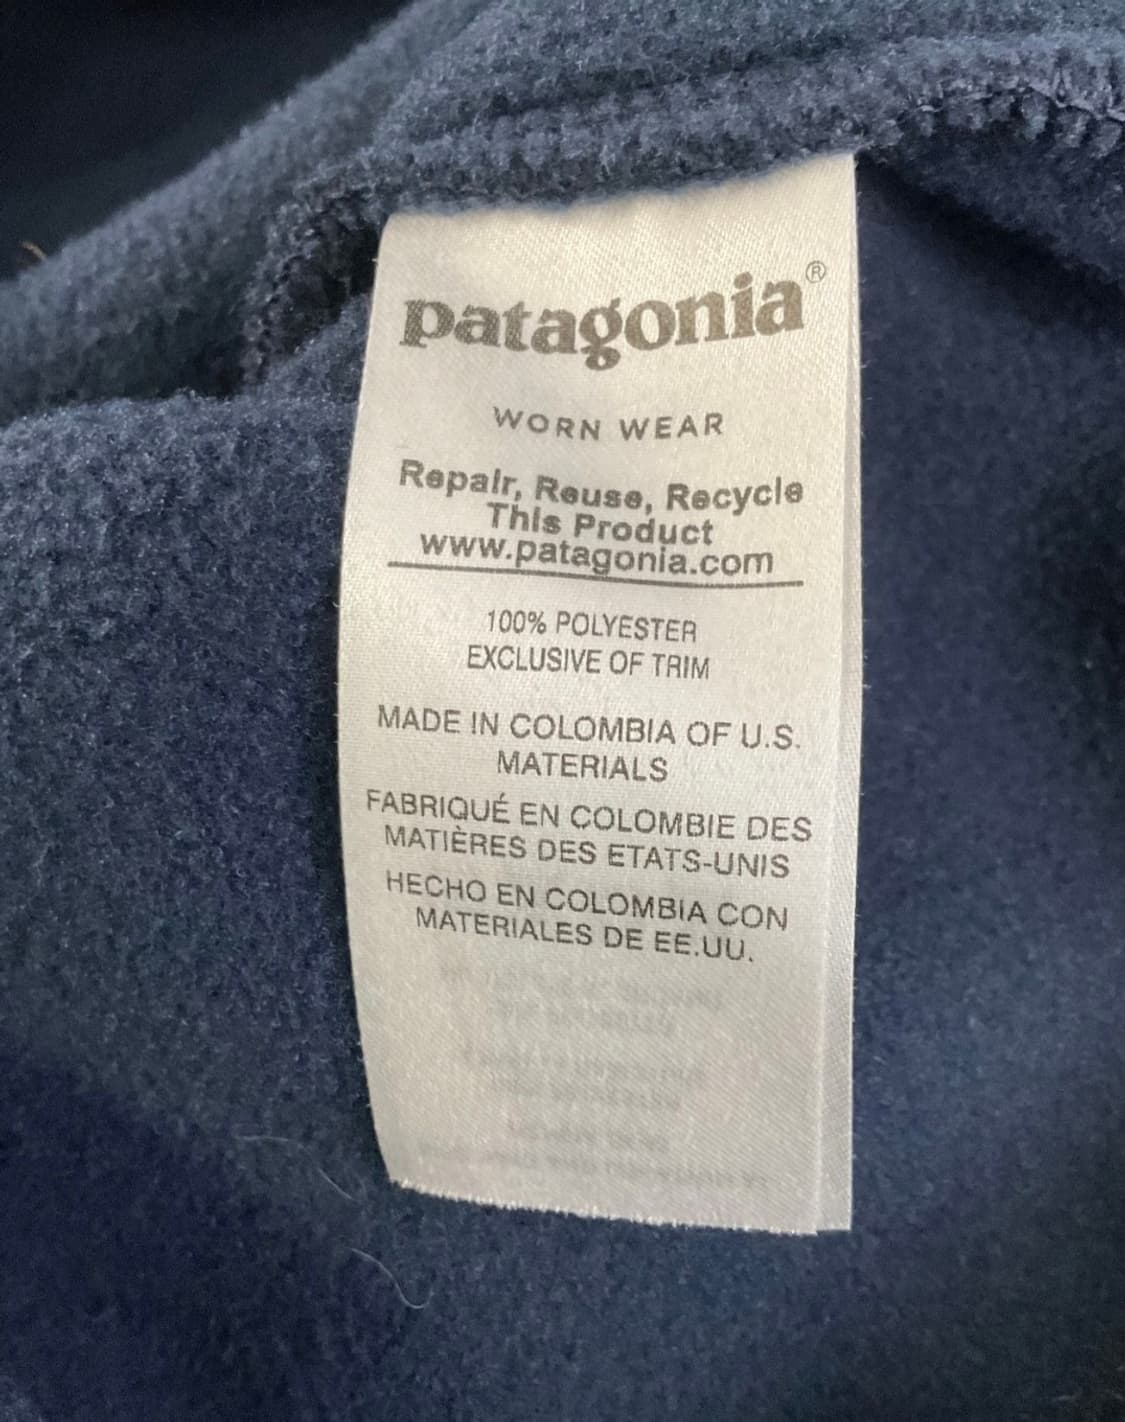 patagonia®
WORN WEAR
Repair, Reuse, Recycle
This Product
www.patagonia.com
100% POLYESTER
EXCLUSIVE OF TRIM
MADE IN COLOMBIA OF U.S.
MATERIALS
FABRIQUÉ EN COLOMBIE DES
MATIÈRES DES ETATS-UNIS
HECHO EN COLOMBIA CON
MATERIALES DE EE.UU.